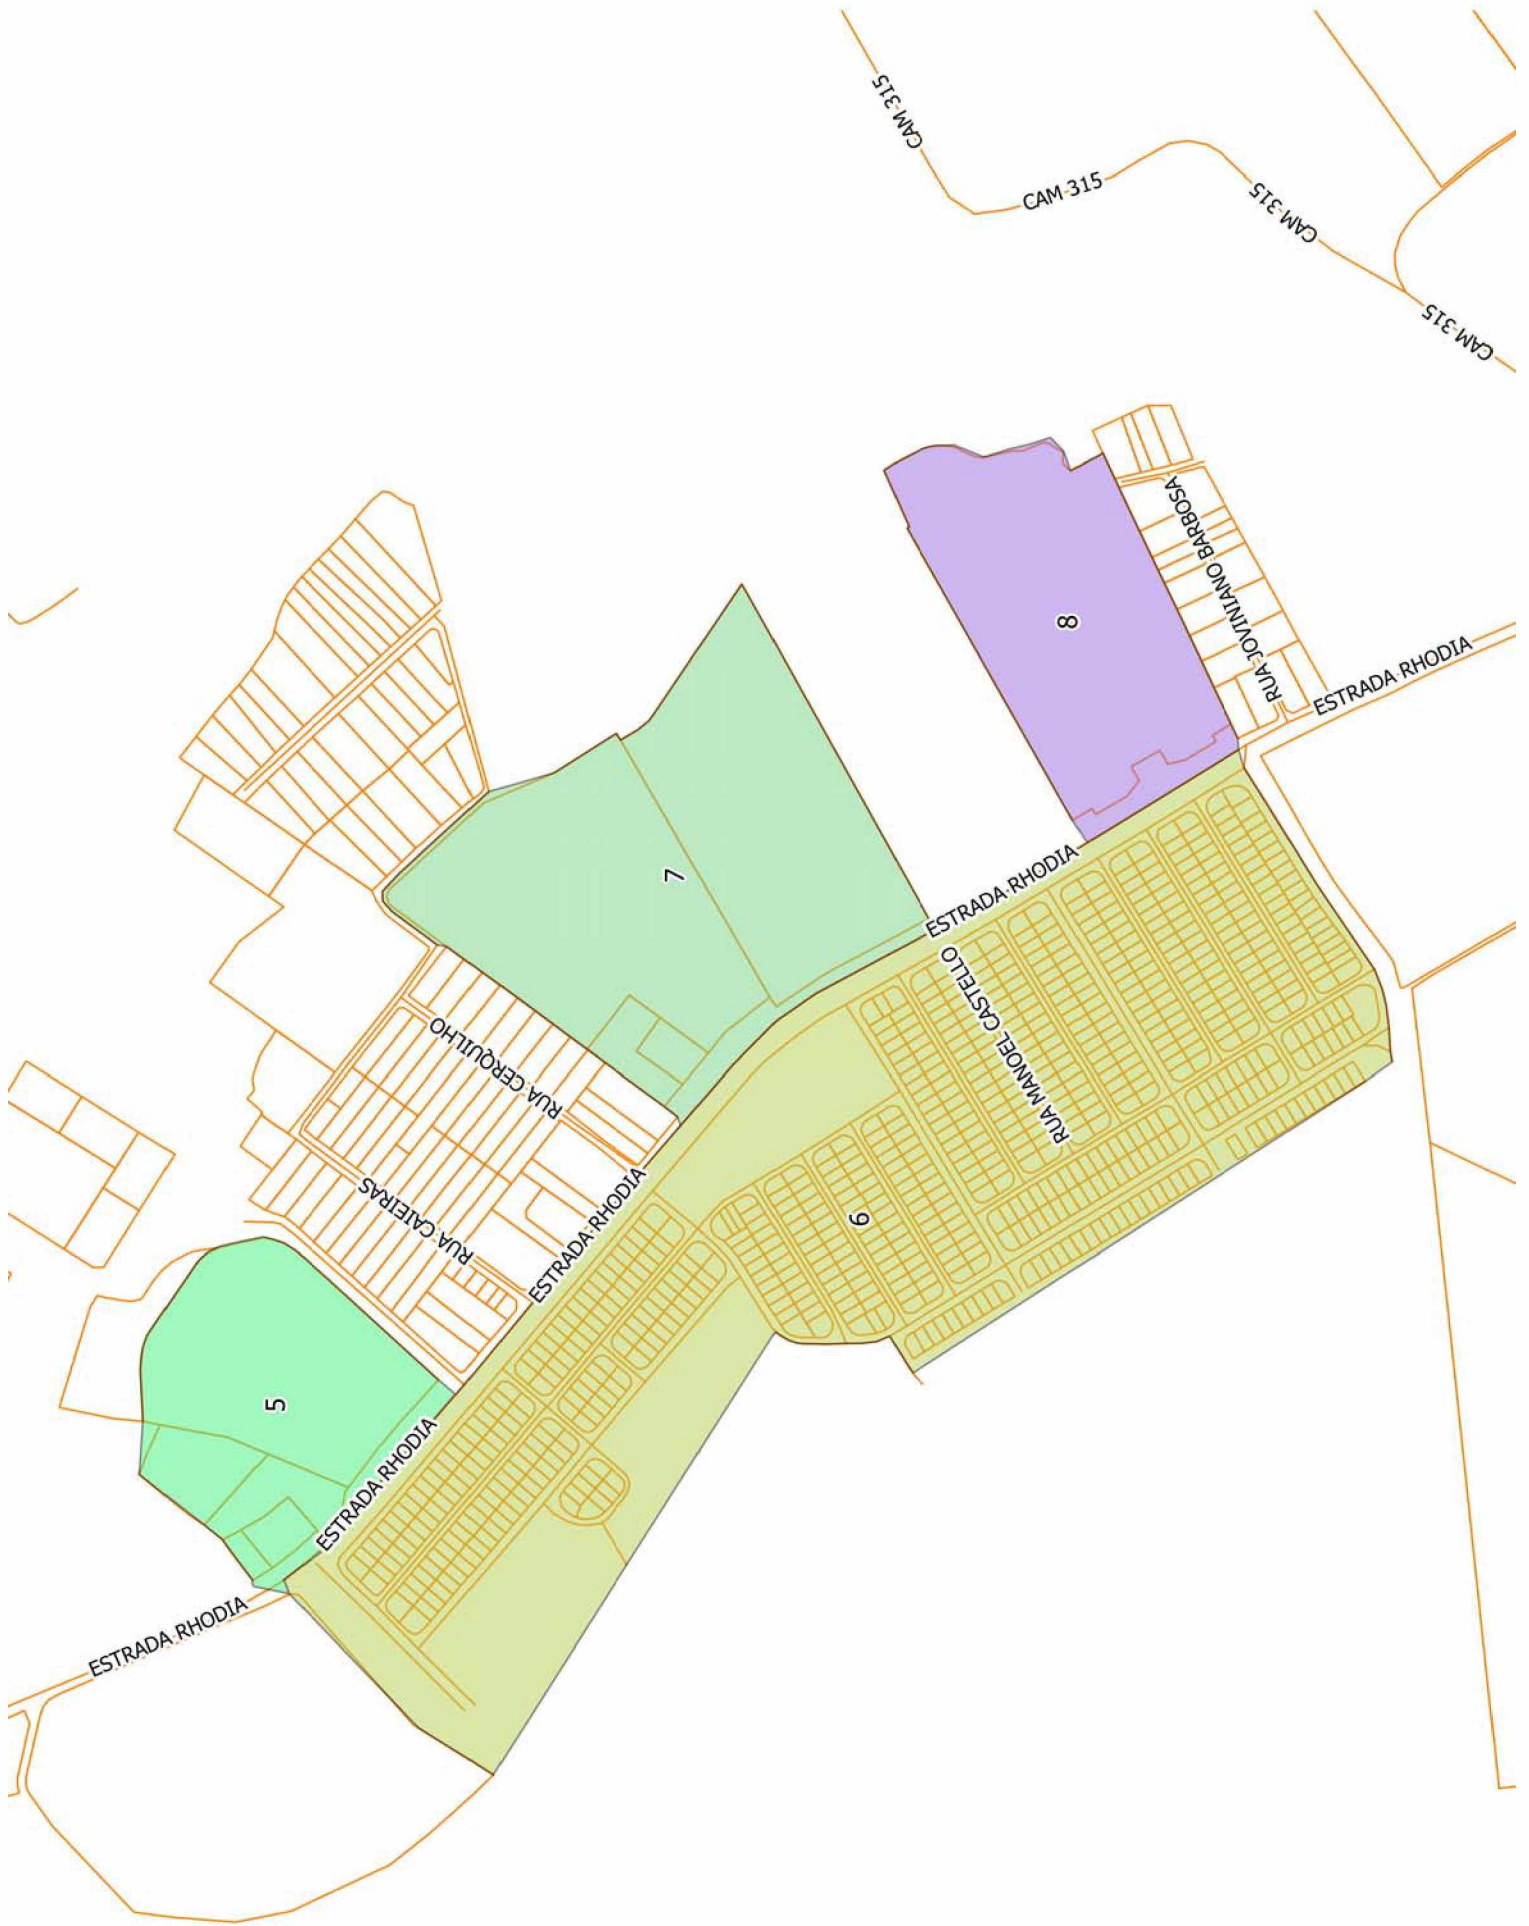 CAM-315
CAM-315
CAM-315
CAM-315
RUA JOVINIANO BARBOSA
8
ESTRADA RHODIA
7
ESTRADA RHODIA
RUA MANOEL CASTELLO
RUA CERQUILHO
RUA CAIEIRAS
ESTRADA RHODIA
6
5
ESTRADA RHODIA
ESTRADA RHODIA